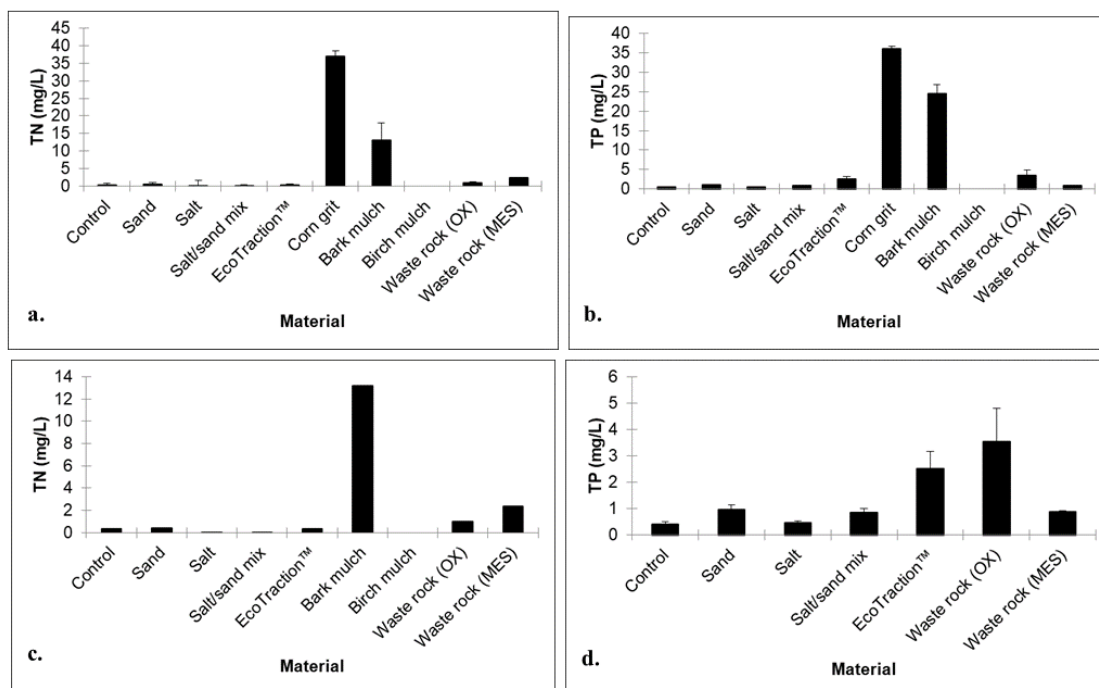 TN (mg/L)
45
40
35
30
25
20
15
10
5
0
Control
Sand
Salt
Salt/sand mix
EcoTraction™
Corn grit
Bark mulch
Birch mulch
Waste rock (OX)
Waste rock (MES)
a.
Material
TP (mg/L)
40
35
30
25
20
15
10
5
0
Control
Sand
Salt
Salt/sand mix
EcoTraction™
Corn grit
Bark mulch
Birch mulch
Waste rock (OX)
Waste rock (MES)
b.
Material
TN (mg/L)
14
12
10
8
6
4
2
0
Control
Sand
Salt
Salt/sand mix
EcoTraction™
Bark mulch
Birch mulch
Waste rock (OX)
Waste rock (MES)
c.
Material
TP (mg/L)
6
5
4
3
2
1
0
Control
Sand
Salt
Salt/sand mix
EcoTraction™
Waste rock (OX)
Waste rock (MES)
d.
Material